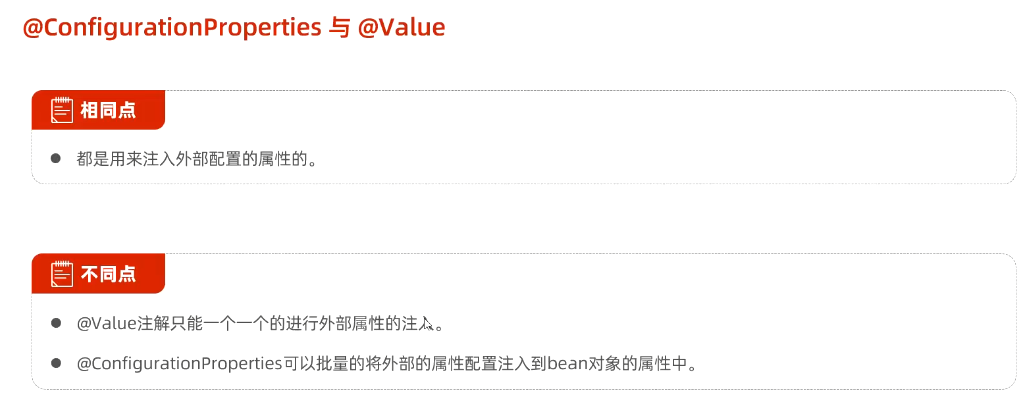 @ConfigurationProperties 与 @Value
相同点
都是用来注入外部配置的属性的。
不同点
@Value注解只能一个一个的进行外部属性的注入。
@ConfigurationProperties可以批量的将外部的属性配置注入到bean对象的属性中。